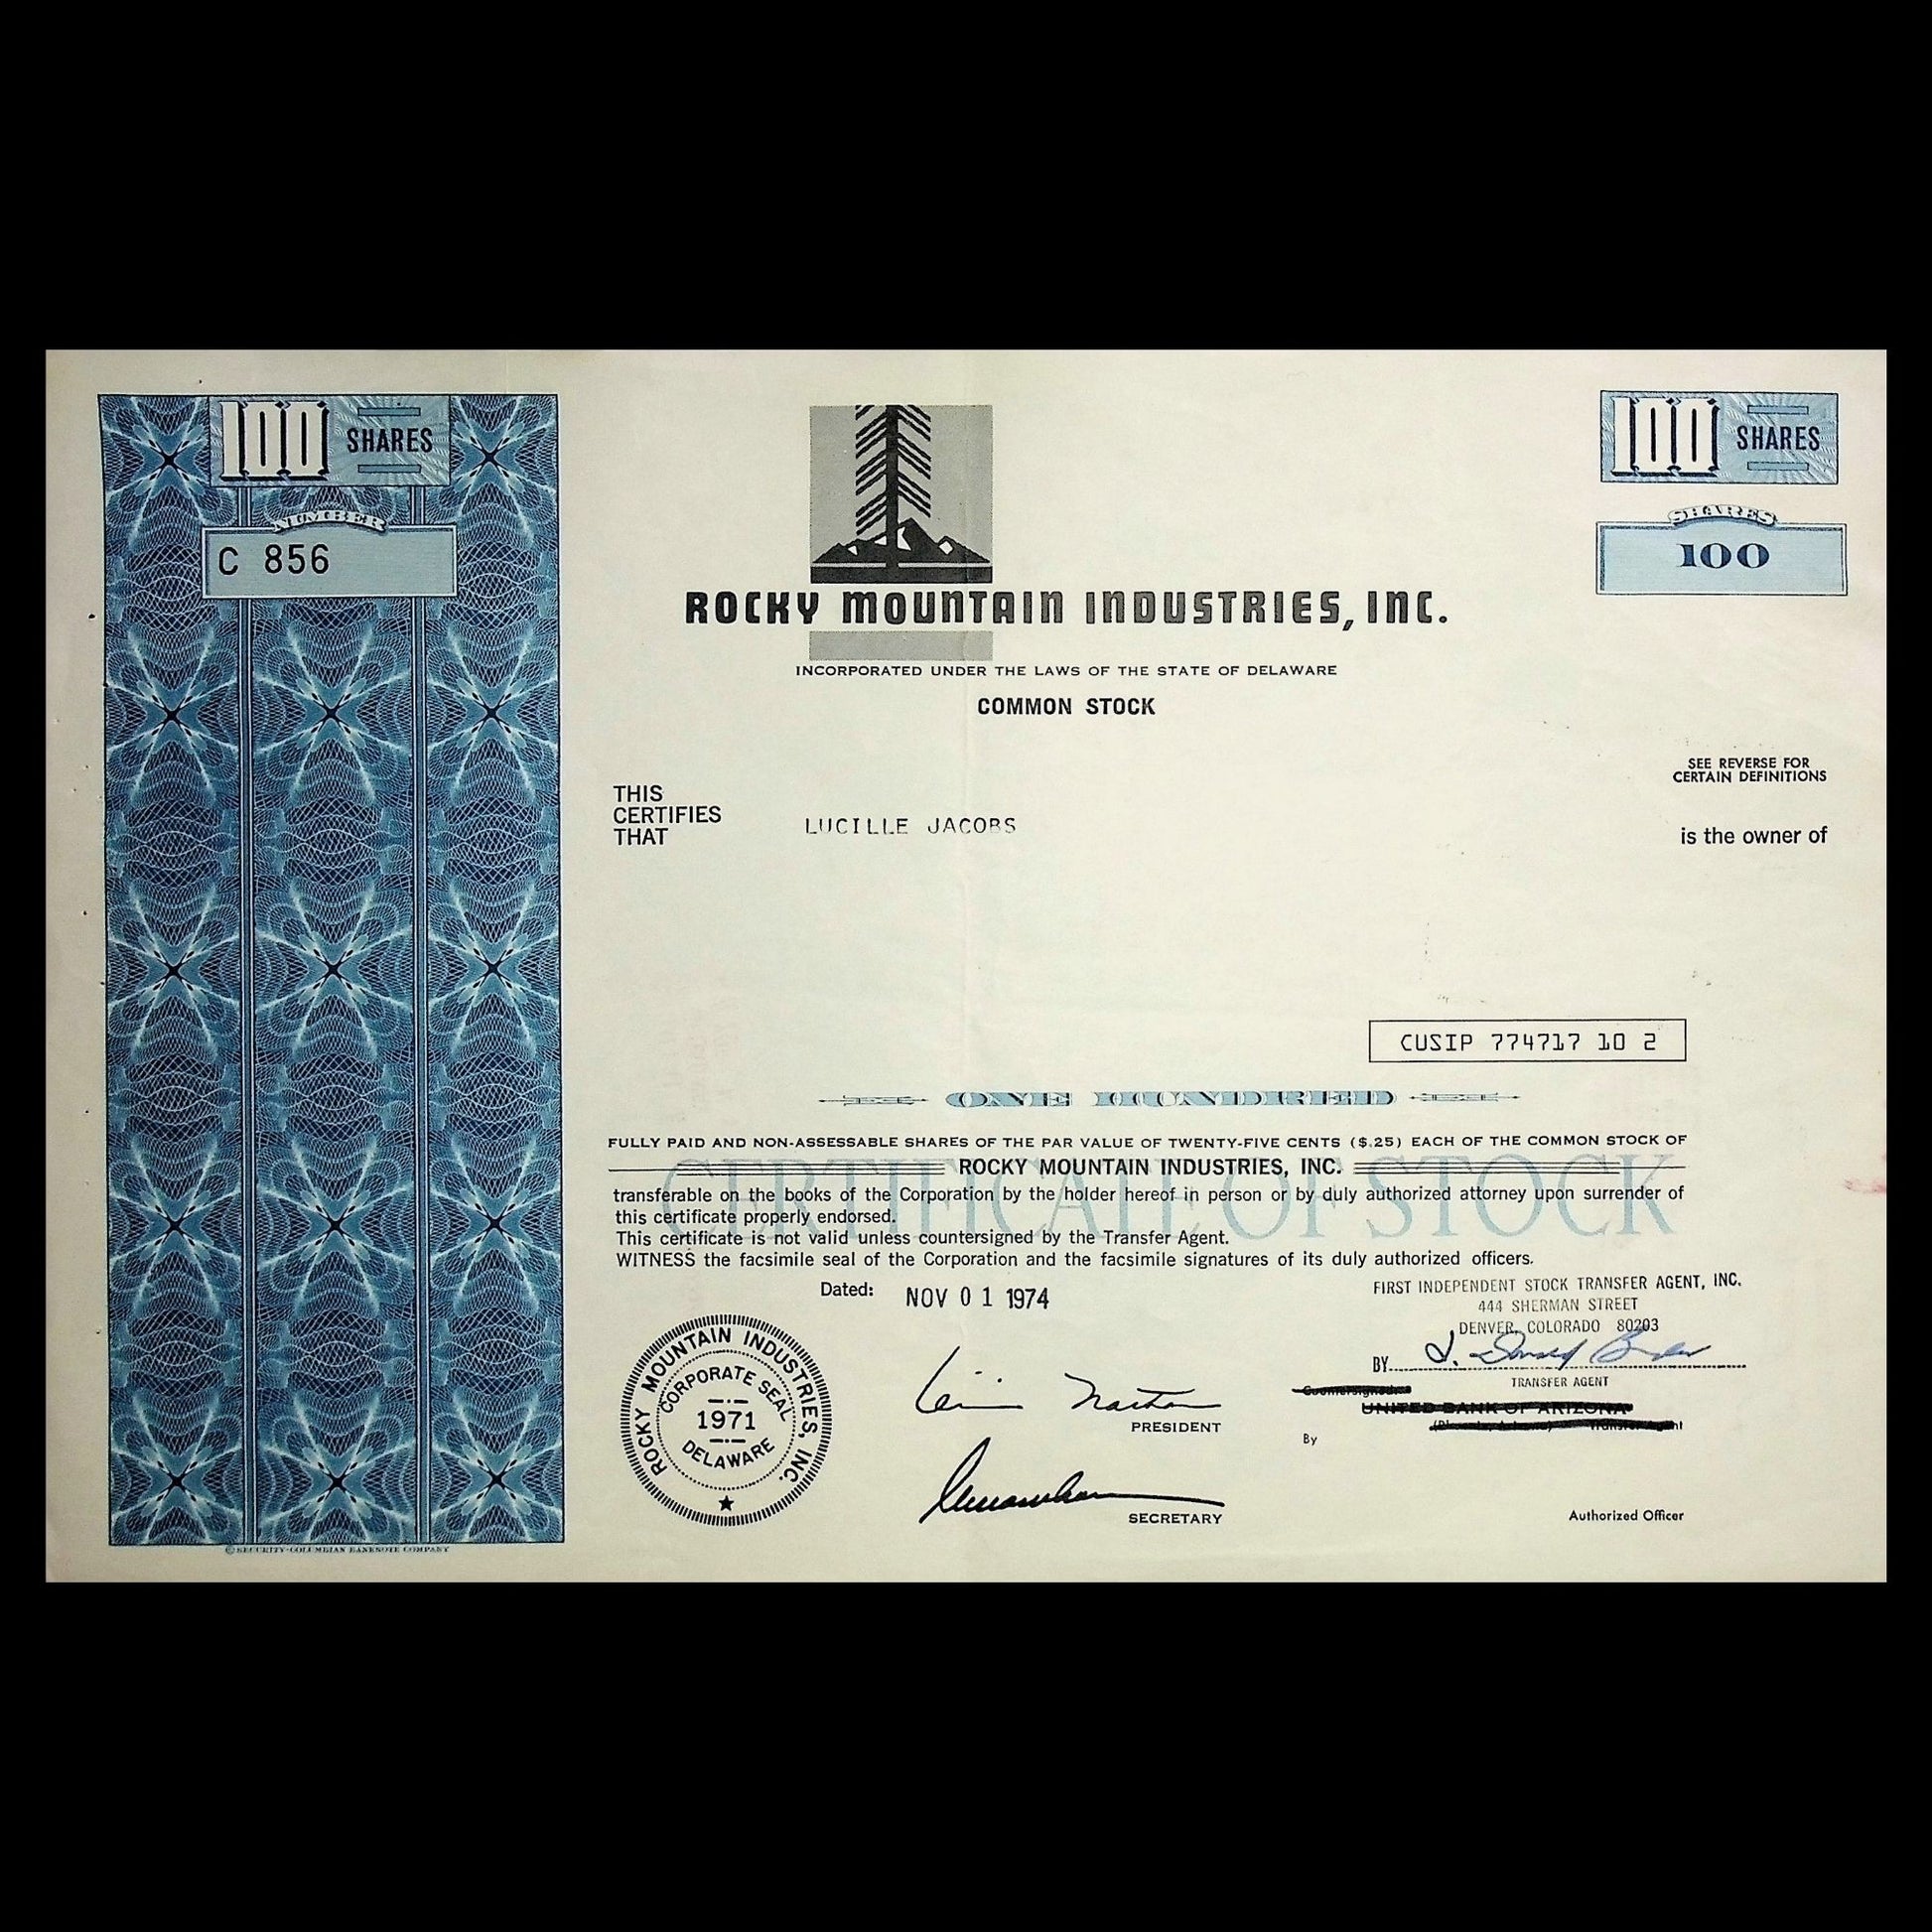 100 SHARES
NUMBER
C 856
ROCKY MOUNTAIN INDUSTRIES, INC.
INCORPORATED UNDER THE LAWS OF THE STATE OF DELAWARE
COMMON STOCK
100 SHARES
SHARES
100
SEE REVERSE FOR
CERTAIN DEFINITIONS
THIS
CERTIFIES
THAT
LUCILLE JACOBS
is the owner of
CUSIP 774717 10 2
ONE HUNDRED
FULLY PAID AND NON-ASSESSABLE SHARES OF THE PAR VALUE OF TWENTY-FIVE CENTS ($.25) EACH OF THE COMMON STOCK OF
ROCKY MOUNTAIN INDUSTRIES, INC.
CERTIFICATE OF STOCK
transferable on the books of the Corporation by the holder hereof in person or by duly authorized attorney upon surrender of
this certificate properly endorsed.
This certificate is not valid unless countersigned by the Transfer Agent.
WITNESS the facsimile seal of the Corporation and the facsimile signatures of its duly authorized officers.
Dated: NOV 01 1974
ROCKY MOUNTAIN INDUSTRIES, INC.
CORPORATE SEAL
1971
DELAWARE
PRESIDENT
SECRETARY
FIRST INDEPENDENT STOCK TRANSFER AGENT, INC.
444 SHERMAN STREET
DENVER, COLORADO 80203
BY
TRANSFER AGENT
UNITED BANK OF ARIZONA
By
Authorized Officer
© SECURITY-COLUMBIAN BANKNOTE COMPANY